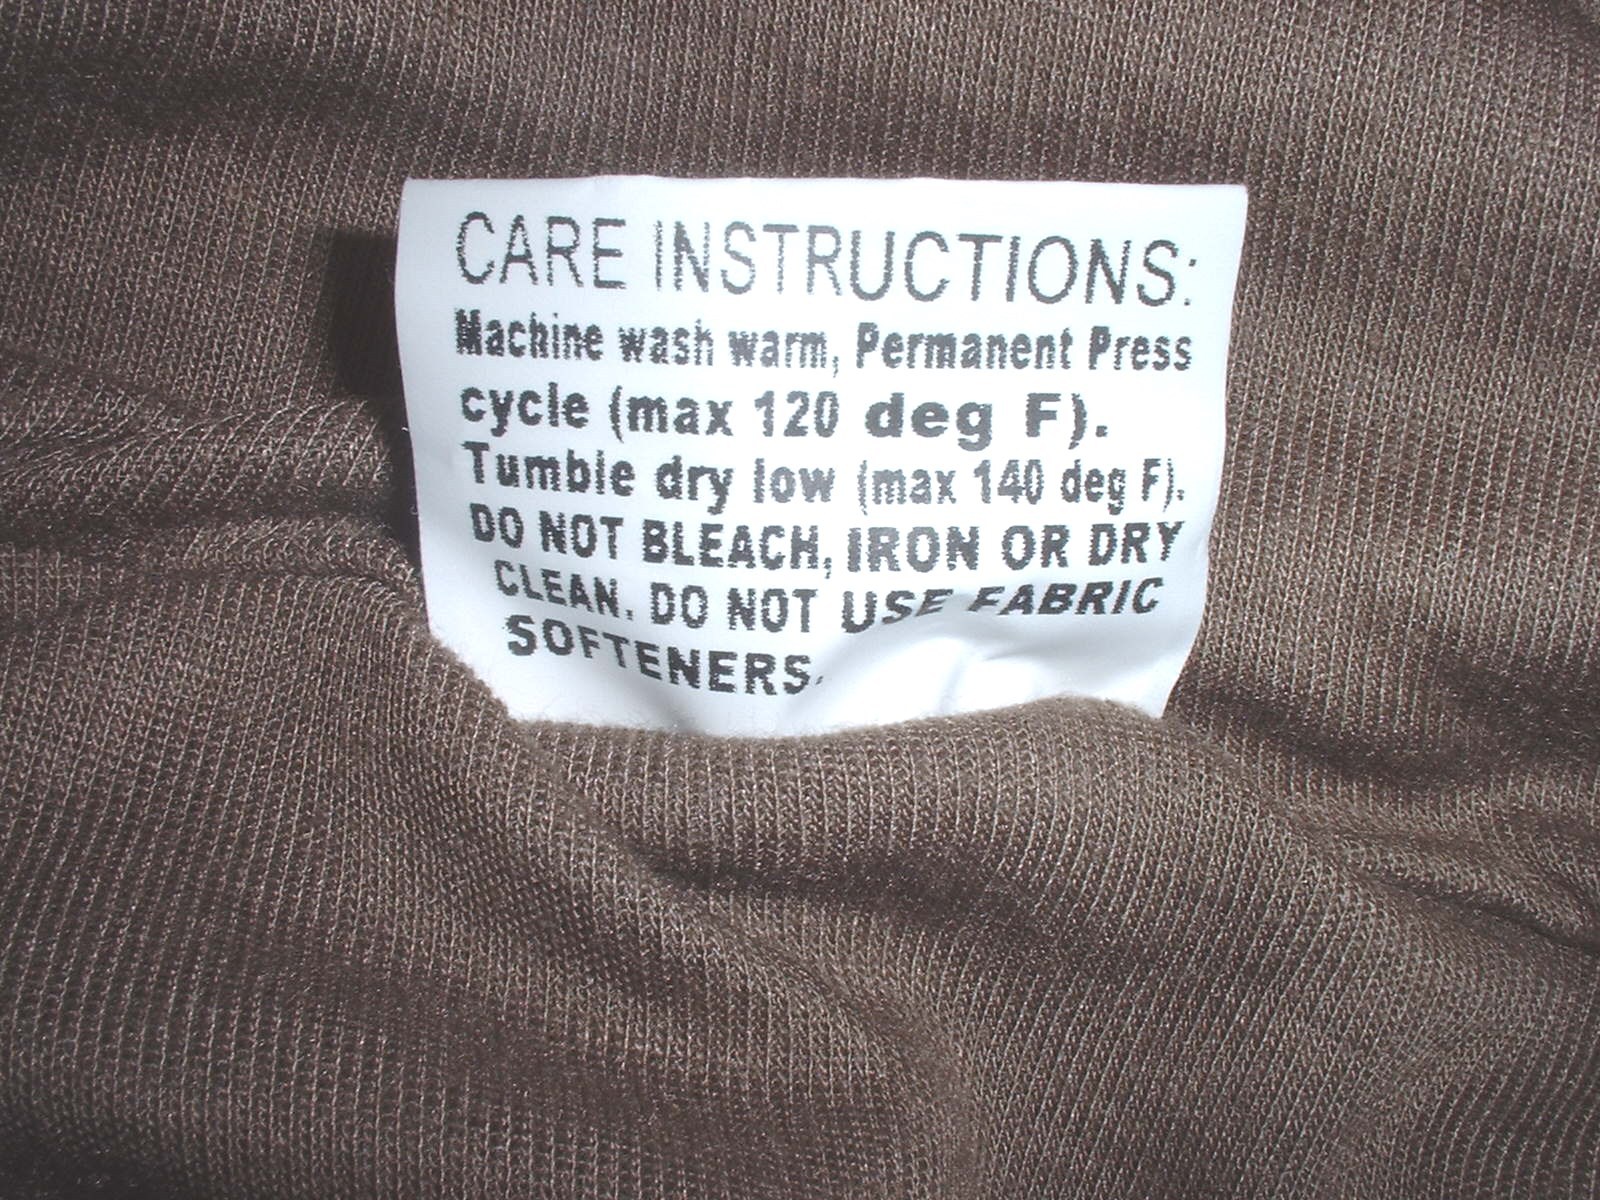 CARE INSTRUCTIONS:
Machine wash warm, Permanent Press
cycle (max 120 deg F).
Tumble dry low (max 140 deg F).
DO NOT BLEACH, IRON OR DRY
CLEAN. DO NOT USE FABRIC
SOFTENERS.